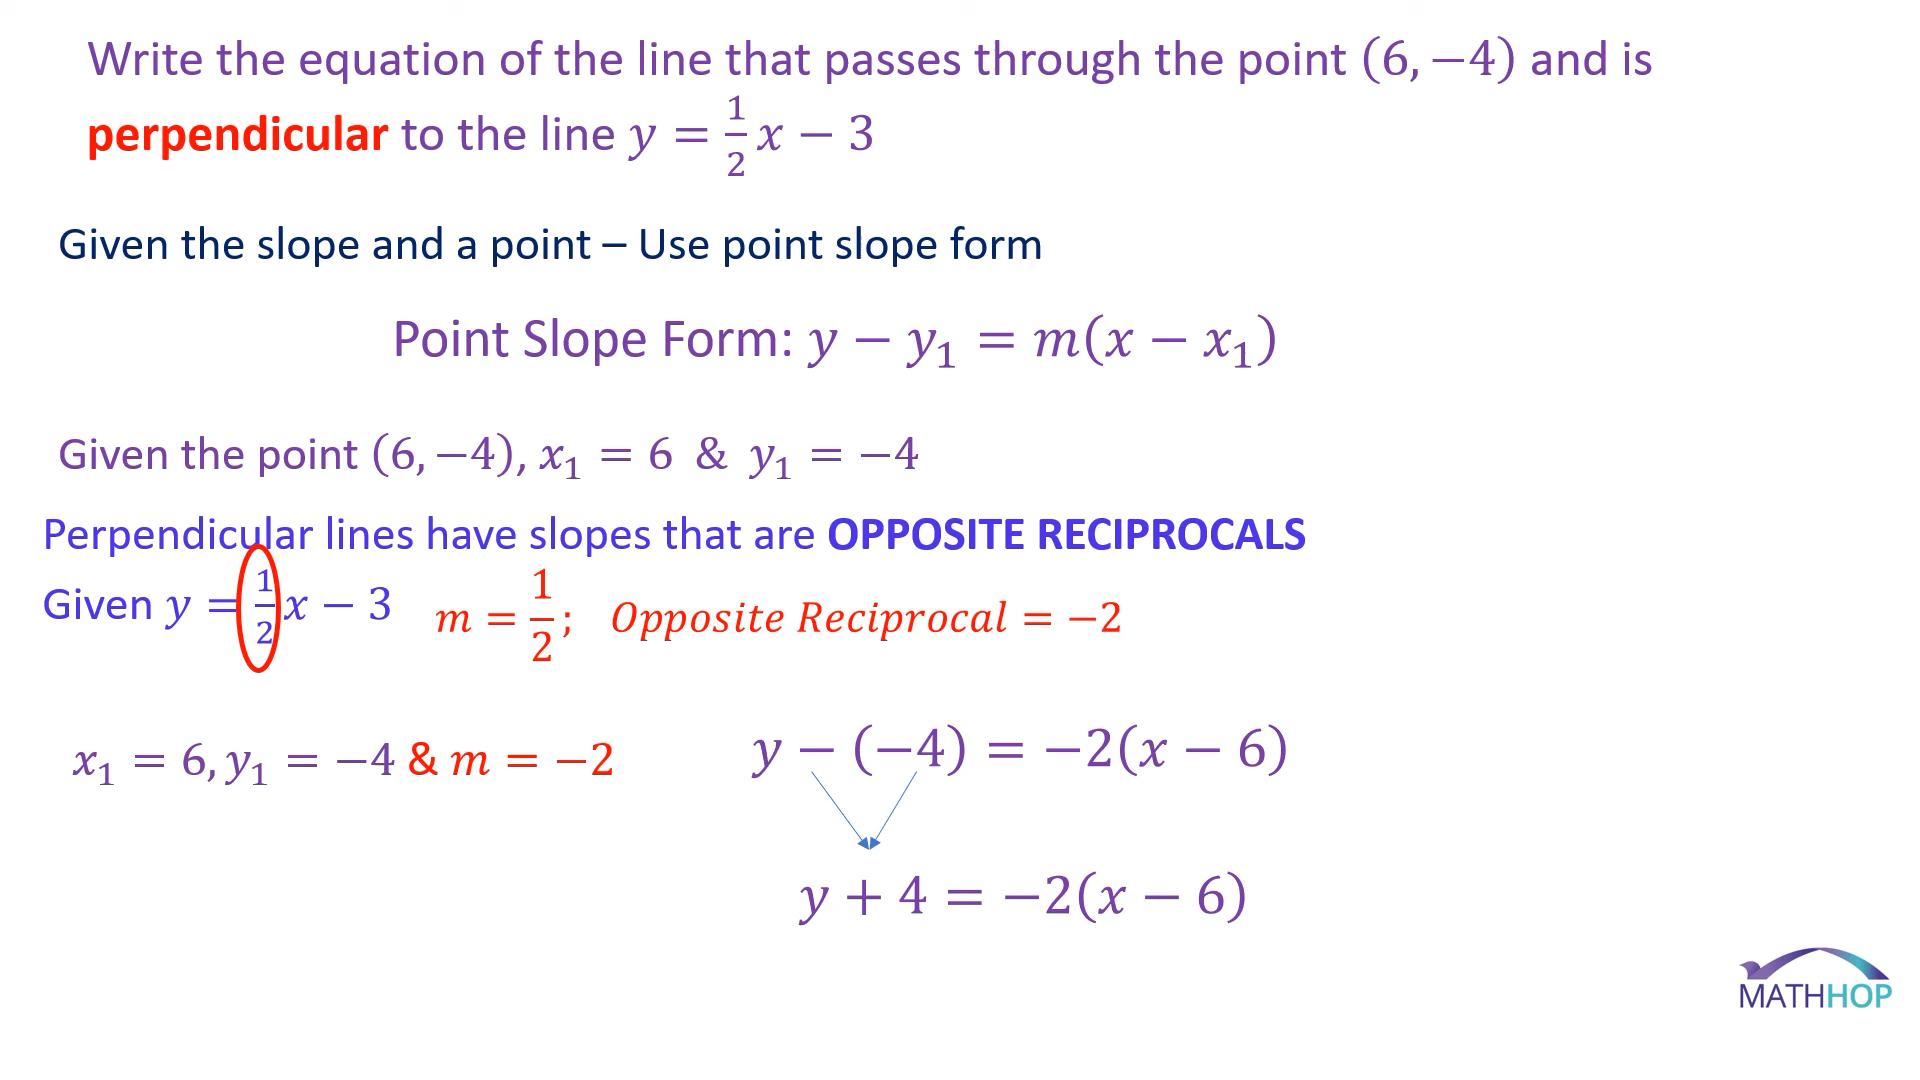 Write the equation of the line that passes through the point (6, −4) and is
perpendicular to the line y = 1/2 x − 3
Given the slope and a point – Use point slope form
Point Slope Form: y − y₁ = m(x − x₁)
Given the point (6, −4), x₁ = 6 & y₁ = −4
Perpendicular lines have slopes that are OPPOSITE RECIPROCALS
Given y = 1/2 x − 3 m = 1/2; Opposite Reciprocal = −2
x₁ = 6, y₁ = −4 & m = −2
y − (−4) = −2(x − 6)
y + 4 = −2(x − 6)
MATHHOP